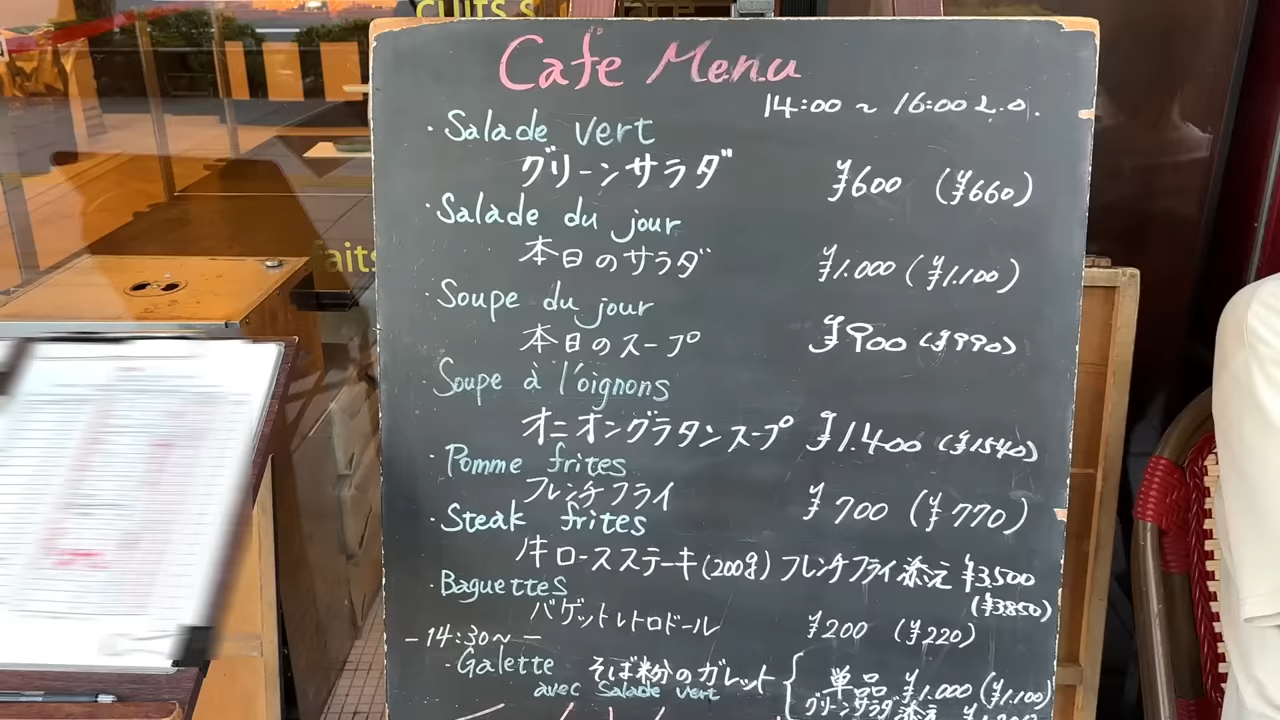 Cafe Menu
14:00 ~ 16:00 L.O.
・Salade vert
グリーンサラダ ¥600 (¥660)
・Salade du jour
本日のサラダ ¥1.000 (¥1.100)
・Soupe du jour
本日のスープ ¥900 (¥990)
・Soupe à l'oignons
オニオングラタンスープ ¥1.400 (¥1540)
・Pomme frites
フレンチフライ ¥700 (¥770)
・Steak frites
牛ロースステーキ(200g) フレンチフライ添え ¥3,500
(¥3850)
・Baguettes
バゲットレトロドール ¥200 (¥220)
-14:30~-
・Galette そば粉のガレット
avec Salade vert
単品 ¥1.000 (¥1,100)
グリーンサラダ添え
faits